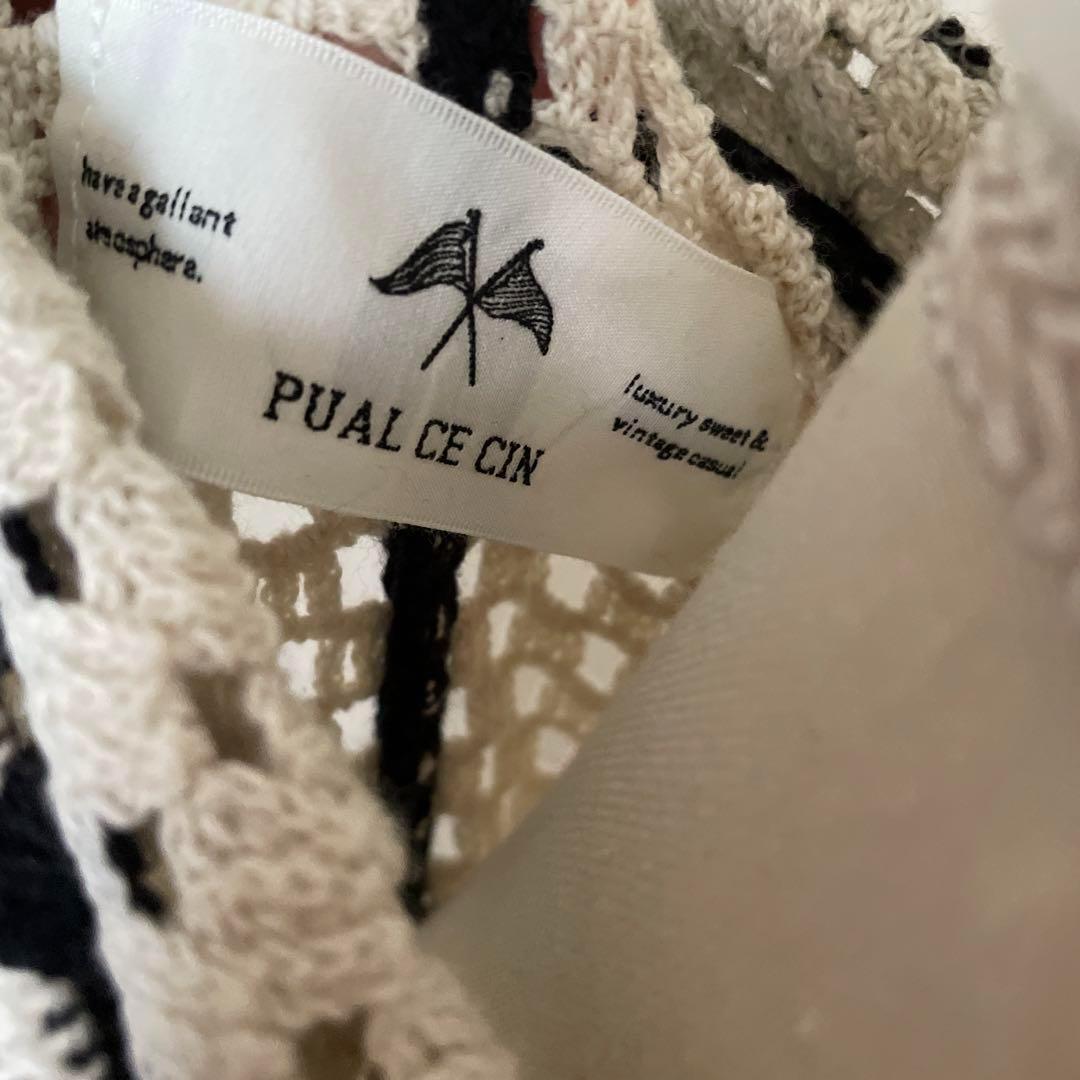 have a gallant
atmosphere.
PUAL CE CIN
luxury sweet &
vintage casual